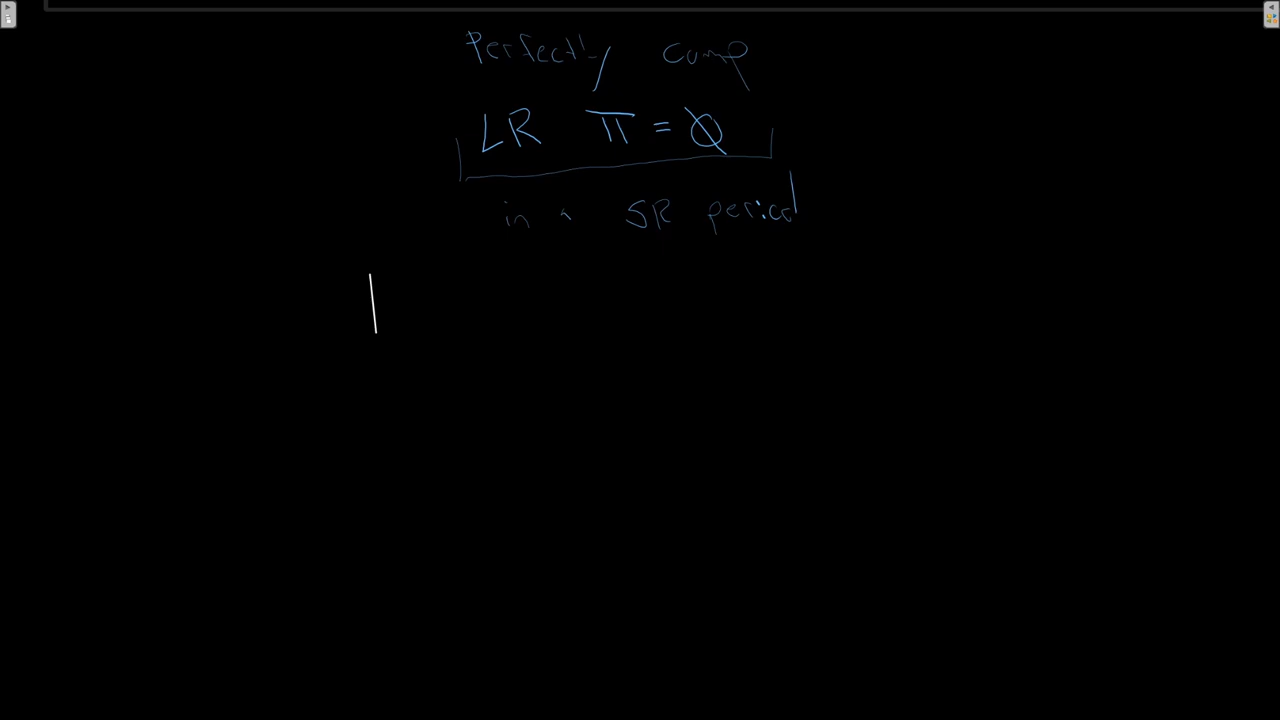 Perfectly comp
LR π = 0
in a SR period